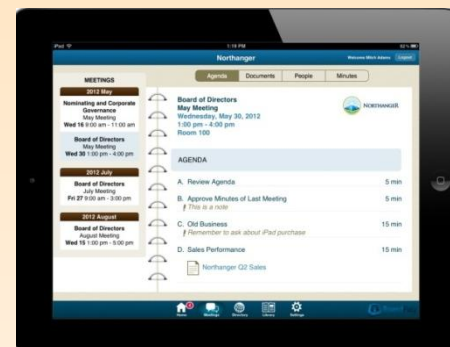 iPad
1:19 PM
92%
Northanger
Welcome Mitch Adams
Logout
Agenda
Documents
People
Minutes
MEETINGS
2012 May
Nominating and Corporate
Governance
May Meeting
Wed 16 9:00 am - 11:00 am
Board of Directors
May Meeting
Wed 30 1:00 pm - 4:00 pm
2012 July
Board of Directors
July Meeting
Fri 27 9:00 am - 3:00 pm
2012 August
Board of Directors
August Meeting
Wed 15 1:00 pm - 5:00 pm
Board of Directors
May Meeting
Wednesday, May 30, 2012
1:00 pm - 4:00 pm
Room 100
NORTHANGER
AGENDA
A. Review Agenda 5 min
B. Approve Minutes of Last Meeting 5 min
This is a note
C. Old Business 15 min
Remember to ask about iPad purchase
D. Sales Performance 15 min
Northanger Q2 Sales
Home
Meetings
Directory
Library
Settings